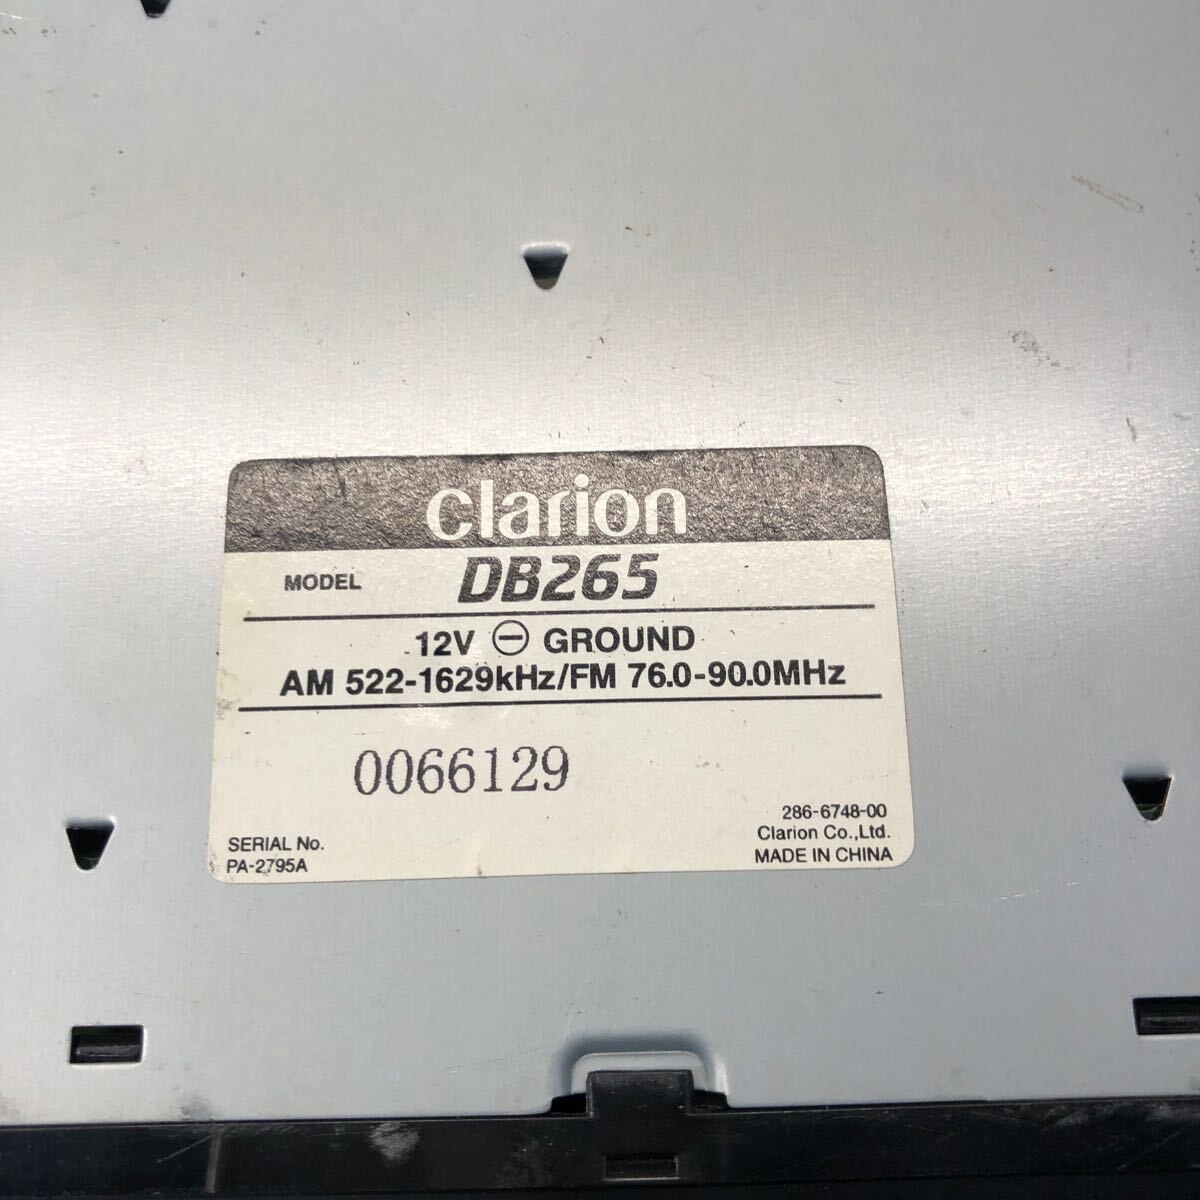 clarion
MODEL DB265
12V ⊖ GROUND
AM 522-1629kHz/FM 76.0-90.0MHz
0066129
SERIAL No.
PA-2795A
286-6748-00
Clarion Co.,Ltd.
MADE IN CHINA